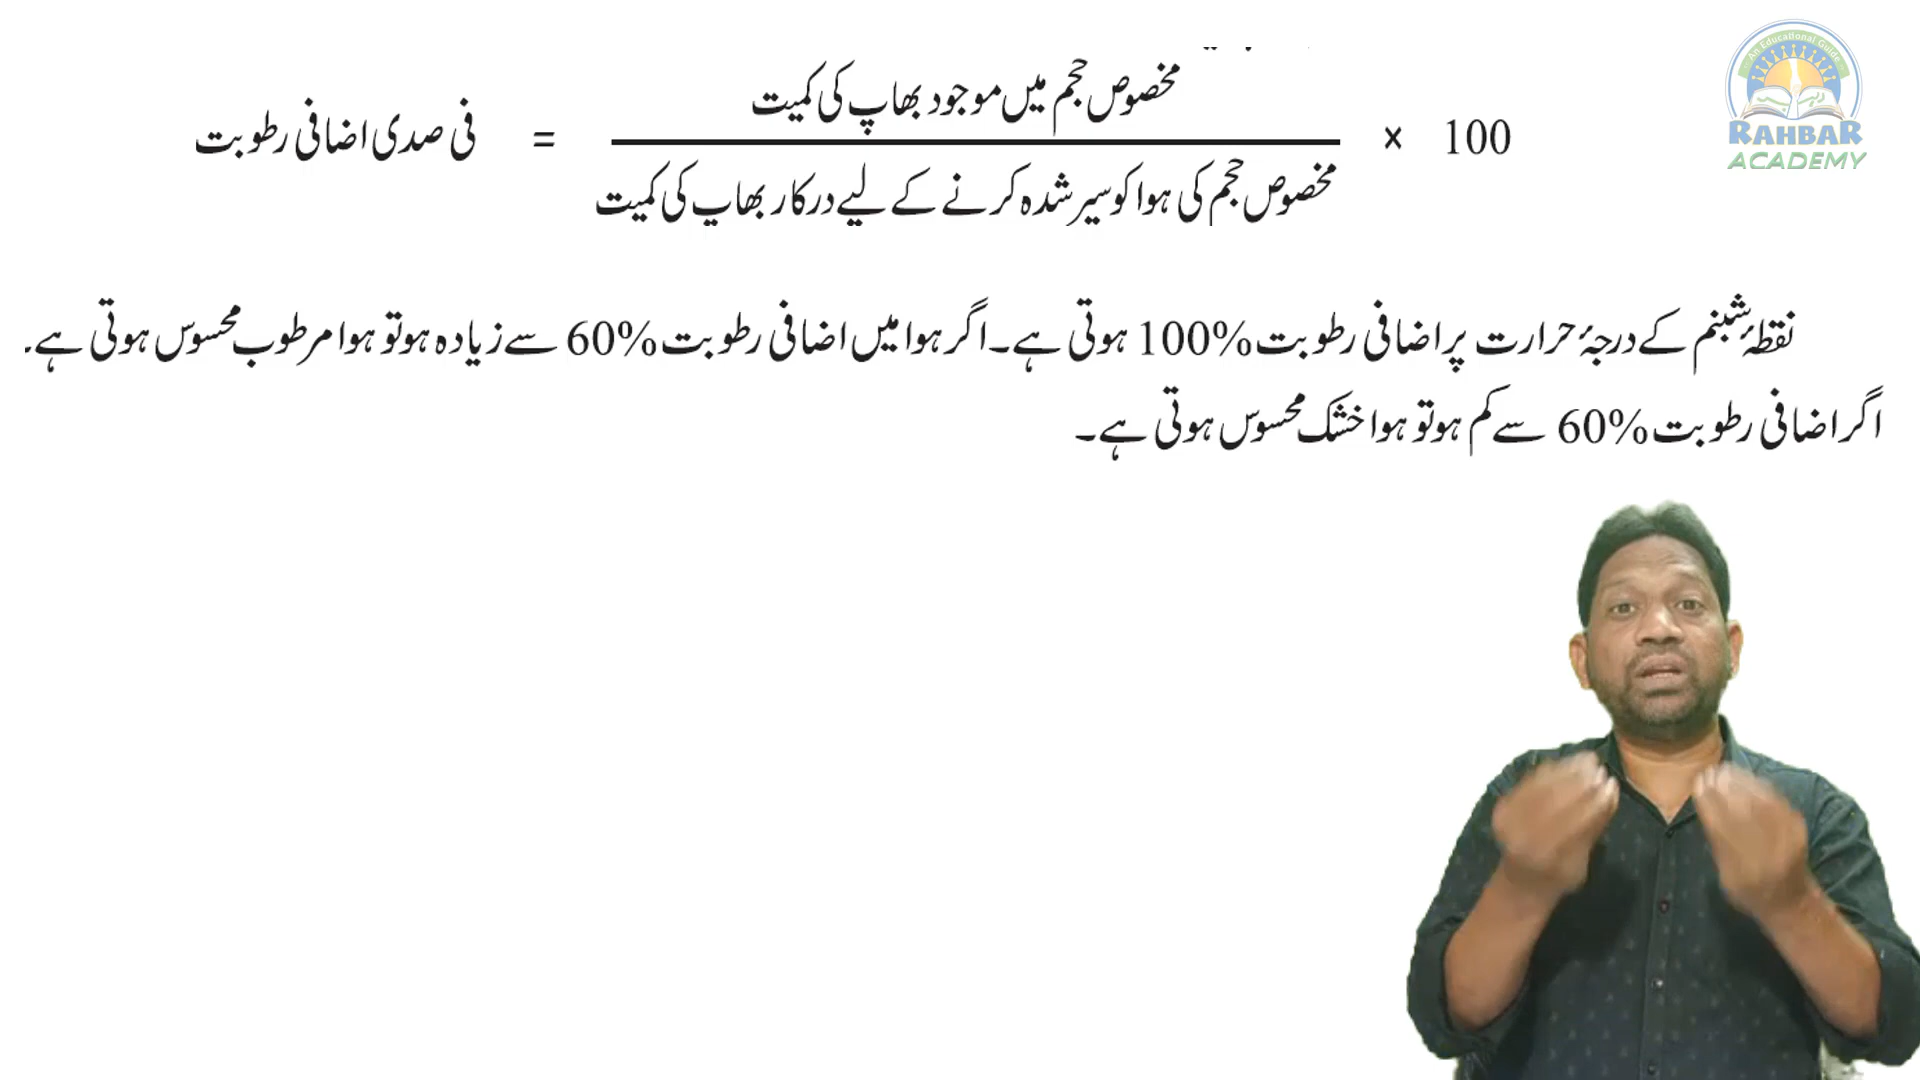 مخصوص حجم میں موجود بھاپ کی کمیت
فی صدی اضافی رطوبت = × 100
مخصوص حجم کی ہوا کو سیر شدہ کرنے کے لیے درکار بھاپ کی کمیت
نقطۂ شبنم کے درجۂ حرارت پر اضافی رطوبت 100% ہوتی ہے۔ اگر ہوا میں اضافی رطوبت 60% سے زیادہ ہو تو ہوا مرطوب محسوس ہوتی ہے۔
اگر اضافی رطوبت 60% سے کم ہو تو ہوا خشک محسوس ہوتی ہے۔
An Educational Guide
RAHBAR
ACADEMY